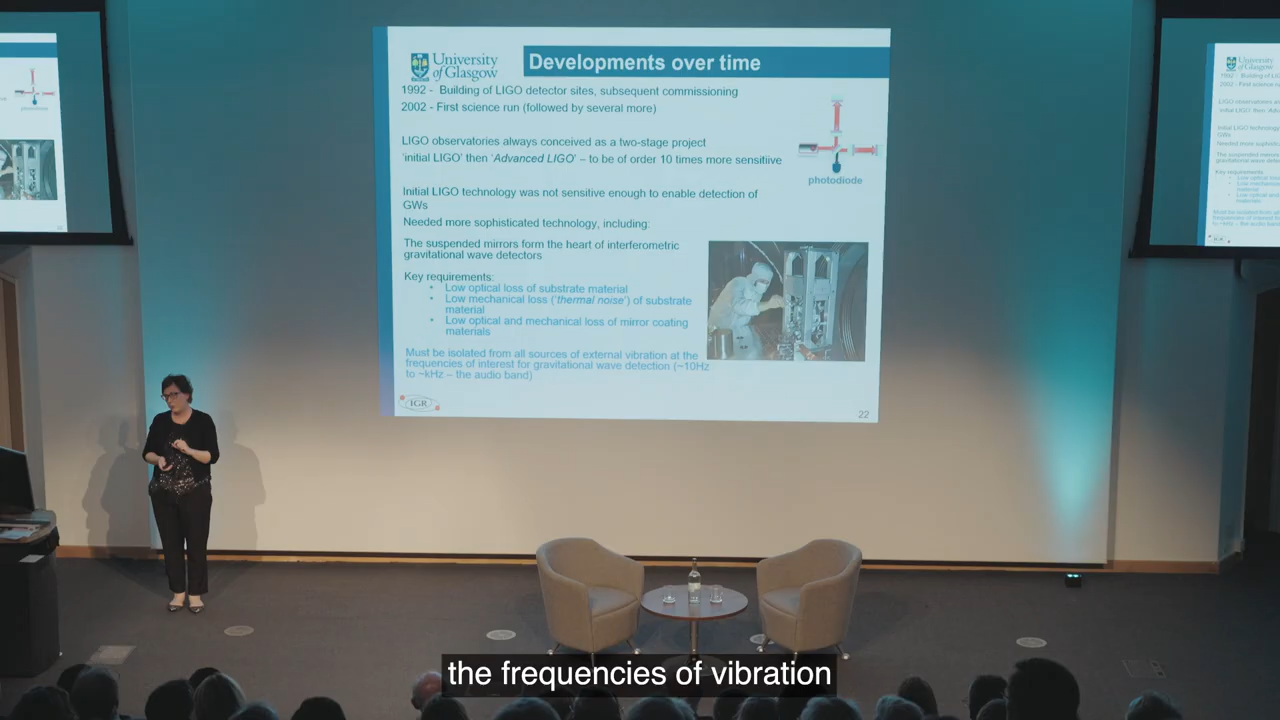 University
of Glasgow
Developments over time
1992 - Building of LIGO detector sites, subsequent commissioning
2002 - First science run (followed by several more)
LIGO observatories always conceived as a two-stage project
'initial LIGO' then 'Advanced LIGO' – to be of order 10 times more sensitive
photodiode
Initial LIGO technology was not sensitive enough to enable detection of
GWs
Needed more sophisticated technology, including:
The suspended mirrors form the heart of interferometric
gravitational wave detectors
Key requirements:
• Low optical loss of substrate material
• Low mechanical loss ('thermal noise') of substrate
material
• Low optical and mechanical loss of mirror coating
materials
Must be isolated from all sources of external vibration at the
frequencies of interest for gravitational wave detection (~10Hz
to ~kHz – the audio band)
IGR
22
the frequencies of vibration